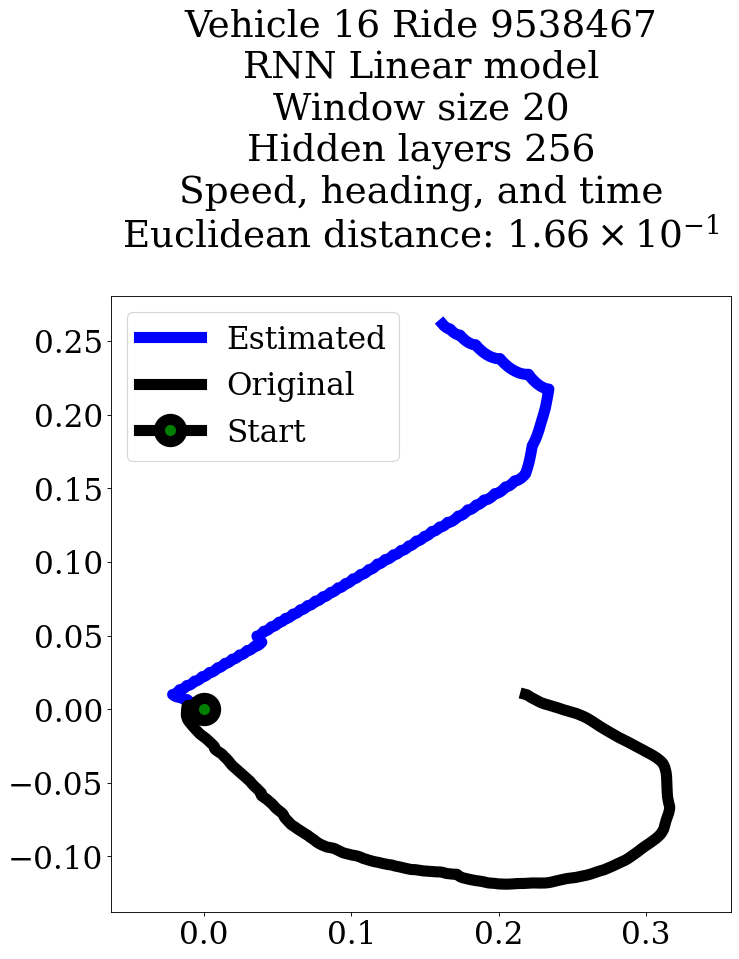 Vehicle 16 Ride 9538467
RNN Linear model
Window size 20
Hidden layers 256
Speed, heading, and time
Euclidean distance: 1.66 × 10⁻¹
Estimated
Original
Start
0.25
0.20
0.15
0.10
0.05
0.00
−0.05
−0.10
0.0 0.1 0.2 0.3